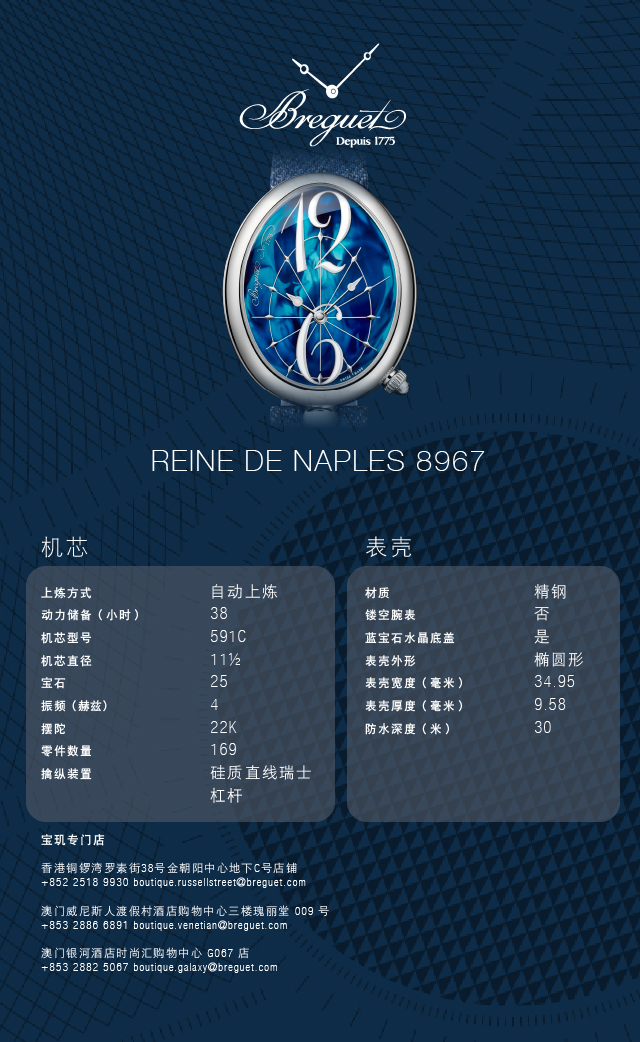 Breguet
Depuis 1775
12
Breguet
6
REINE DE NAPLES 8967
机芯
上炼方式 自动上炼
动力储备(小时) 38
机芯型号 591C
机芯直径 11½
宝石 25
振频(赫兹) 4
摆陀 22K
零件数量 169
擒纵装置 硅质直线瑞士
杠杆
表壳
材质 精钢
镂空腕表 否
蓝宝石水晶底盖 是
表壳外形 椭圆形
表壳宽度(毫米) 34.95
表壳厚度(毫米) 9.58
防水深度(米) 30
宝玑专门店
香港铜锣湾罗素街38号金朝阳中心地下C号店铺
+852 2518 9930 boutique.russellstreet@breguet.com
澳门威尼斯人渡假村酒店购物中心三楼瑰丽堂 009 号
+853 2886 6891 boutique.venetian@breguet.com
澳门银河酒店时尚汇购物中心 G067 店
+853 2882 5067 boutique.galaxy@breguet.com